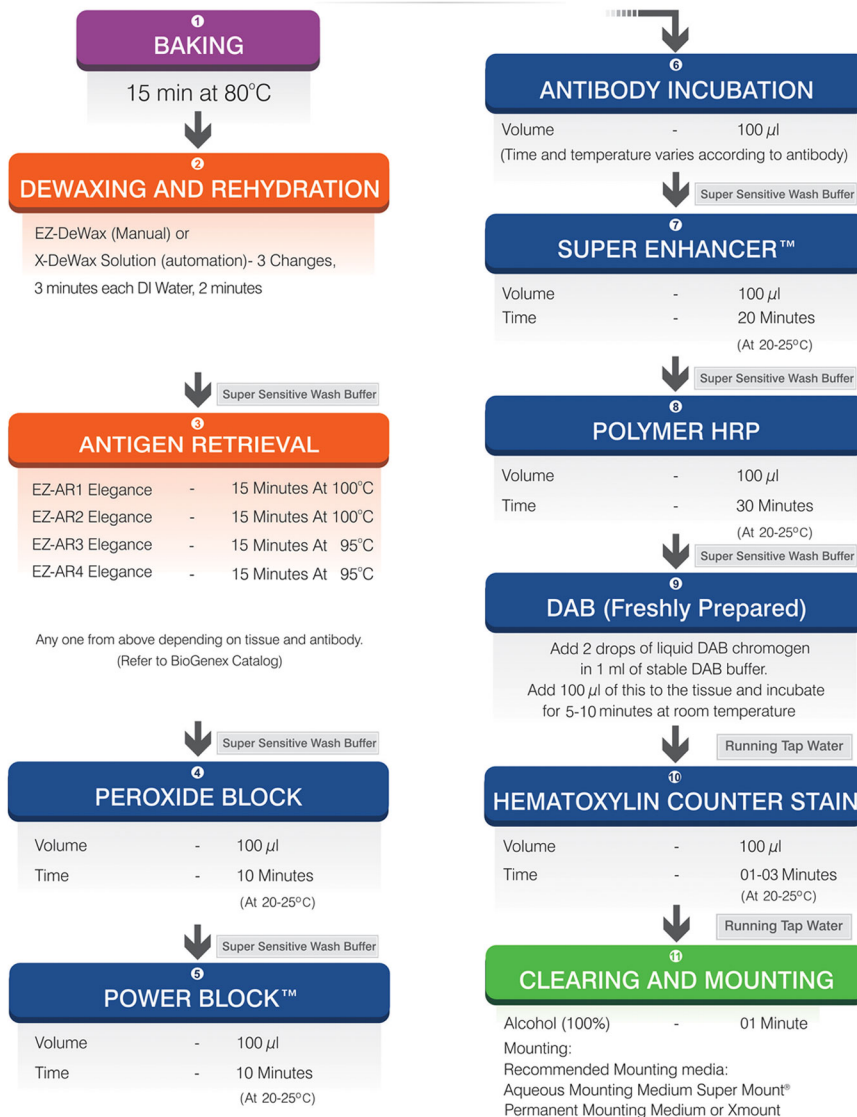 1
BAKING
15 min at 80°C
2
DEWAXING AND REHYDRATION
EZ-DeWax (Manual) or
X-DeWax Solution (automation)- 3 Changes,
3 minutes each DI Water, 2 minutes
Super Sensitive Wash Buffer
3
ANTIGEN RETRIEVAL
EZ-AR1 Elegance - 15 Minutes At 100°C
EZ-AR2 Elegance - 15 Minutes At 100°C
EZ-AR3 Elegance - 15 Minutes At 95°C
EZ-AR4 Elegance - 15 Minutes At 95°C
Any one from above depending on tissue and antibody.
(Refer to BioGenex Catalog)
Super Sensitive Wash Buffer
4
PEROXIDE BLOCK
Volume - 100 µl
Time - 10 Minutes
(At 20-25°C)
Super Sensitive Wash Buffer
5
POWER BLOCK™
Volume - 100 µl
Time - 10 Minutes
(At 20-25°C)
6
ANTIBODY INCUBATION
Volume - 100 µl
(Time and temperature varies according to antibody)
Super Sensitive Wash Buffer
7
SUPER ENHANCER™
Volume - 100 µl
Time - 20 Minutes
(At 20-25°C)
Super Sensitive Wash Buffer
8
POLYMER HRP
Volume - 100 µl
Time - 30 Minutes
(At 20-25°C)
Super Sensitive Wash Buffer
9
DAB (Freshly Prepared)
Add 2 drops of liquid DAB chromogen
in 1 ml of stable DAB buffer.
Add 100 µl of this to the tissue and incubate
for 5-10 minutes at room temperature
Running Tap Water
10
HEMATOXYLIN COUNTER STAIN
Volume - 100 µl
Time - 01-03 Minutes
(At 20-25°C)
Running Tap Water
11
CLEARING AND MOUNTING
Alcohol (100%) - 01 Minute
Mounting:
Recommended Mounting media:
Aqueous Mounting Medium Super Mount®
Permanent Mounting Medium or Xmount